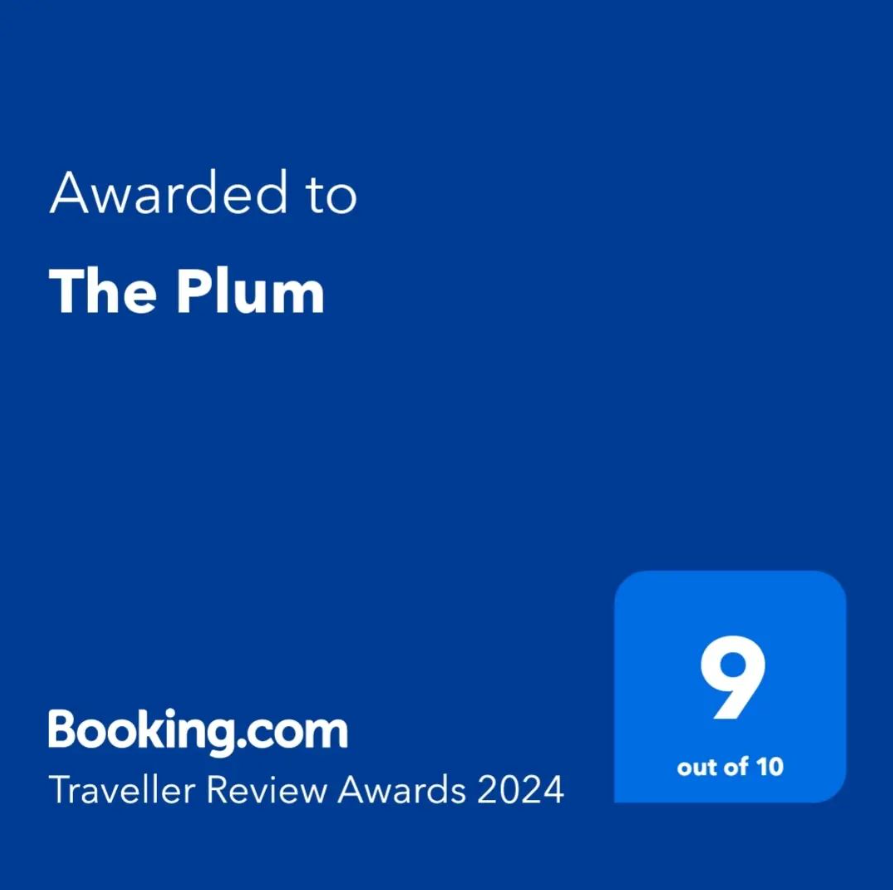 Awarded to
The Plum
9
out of 10
Booking.com
Traveller Review Awards 2024